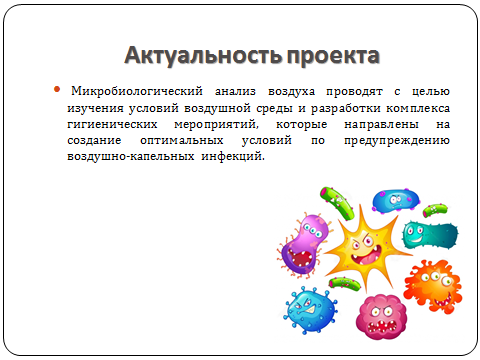 Актуальность проекта
Микробиологический анализ воздуха проводят с целью
изучения условий воздушной среды и разработки комплекса
гигиенических мероприятий, которые направлены на
создание оптимальных условий по предупреждению
воздушно-капельных инфекций.